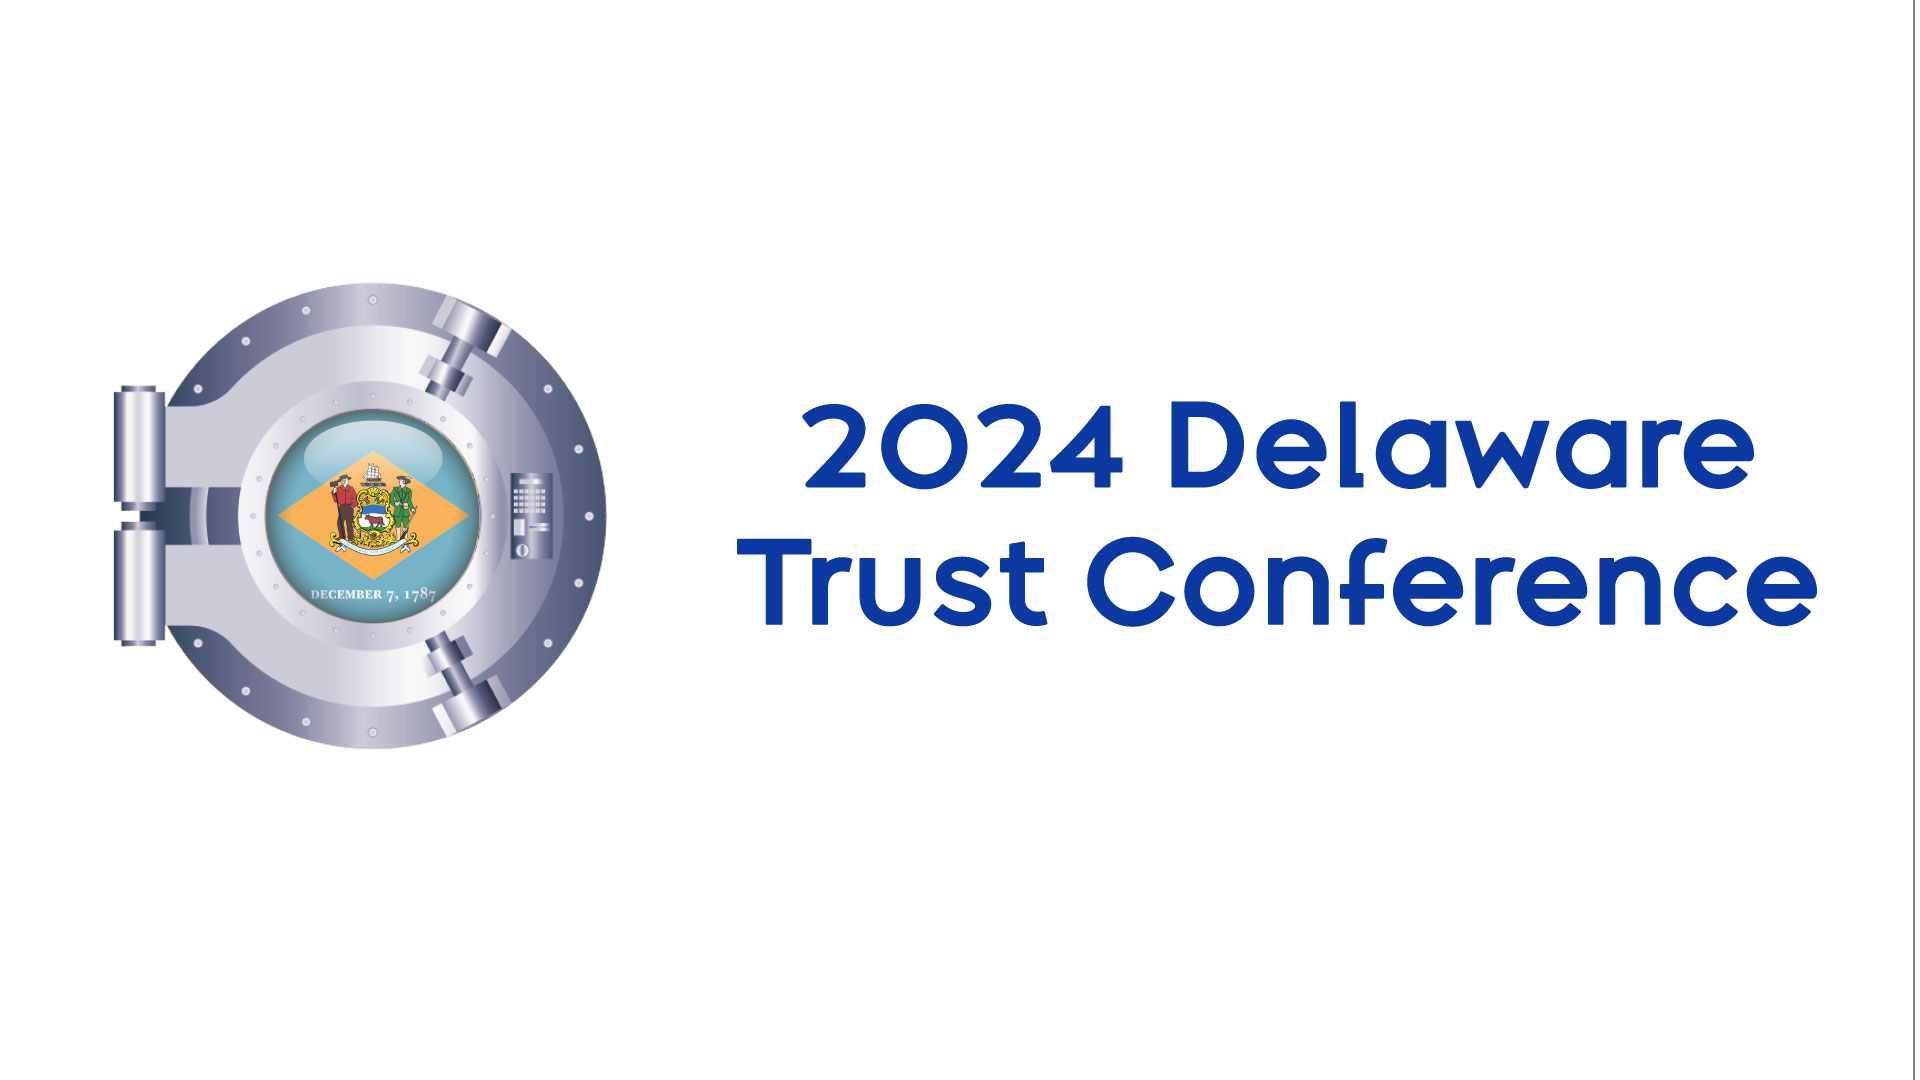 2024 Delaware
Trust Conference
DECEMBER 7, 1787